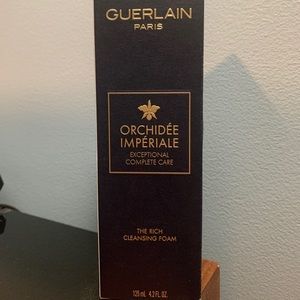 GUERLAIN
PARIS
ORCHIDÉE
IMPÉRIALE
EXCEPTIONAL
COMPLETE CARE
THE RICH
CLEANSING FOAM
125 mL 4.2 FL. OZ.